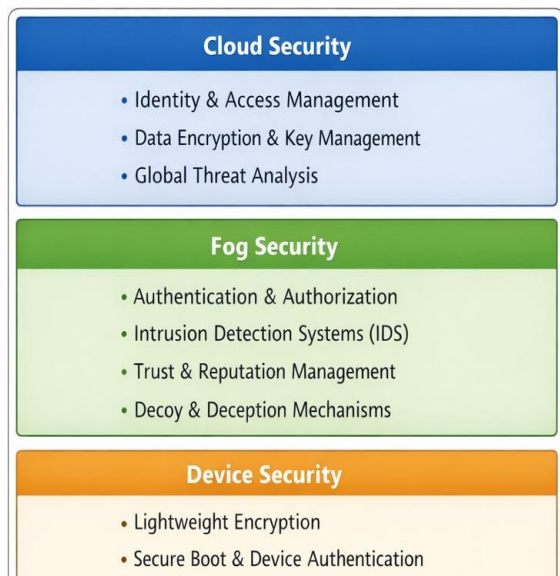 Cloud Security
• Identity & Access Management
• Data Encryption & Key Management
• Global Threat Analysis
Fog Security
• Authentication & Authorization
• Intrusion Detection Systems (IDS)
• Trust & Reputation Management
• Decoy & Deception Mechanisms
Device Security
• Lightweight Encryption
• Secure Boot & Device Authentication